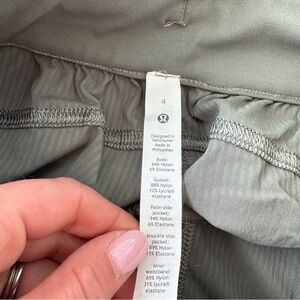 4
Designed in
Vancouver
Made in
Philippines
Body:
94% Nylon
6% Elastane
Gusset:
88% Nylon
12% Lycra®
elastane
Palm side
pocket:
94% Nylon
6% Elastane
Knuckle side
pocket:
89% Nylon
11% Elastane
Inner
waistband:
69% Nylon
31% Lycra®
elastane